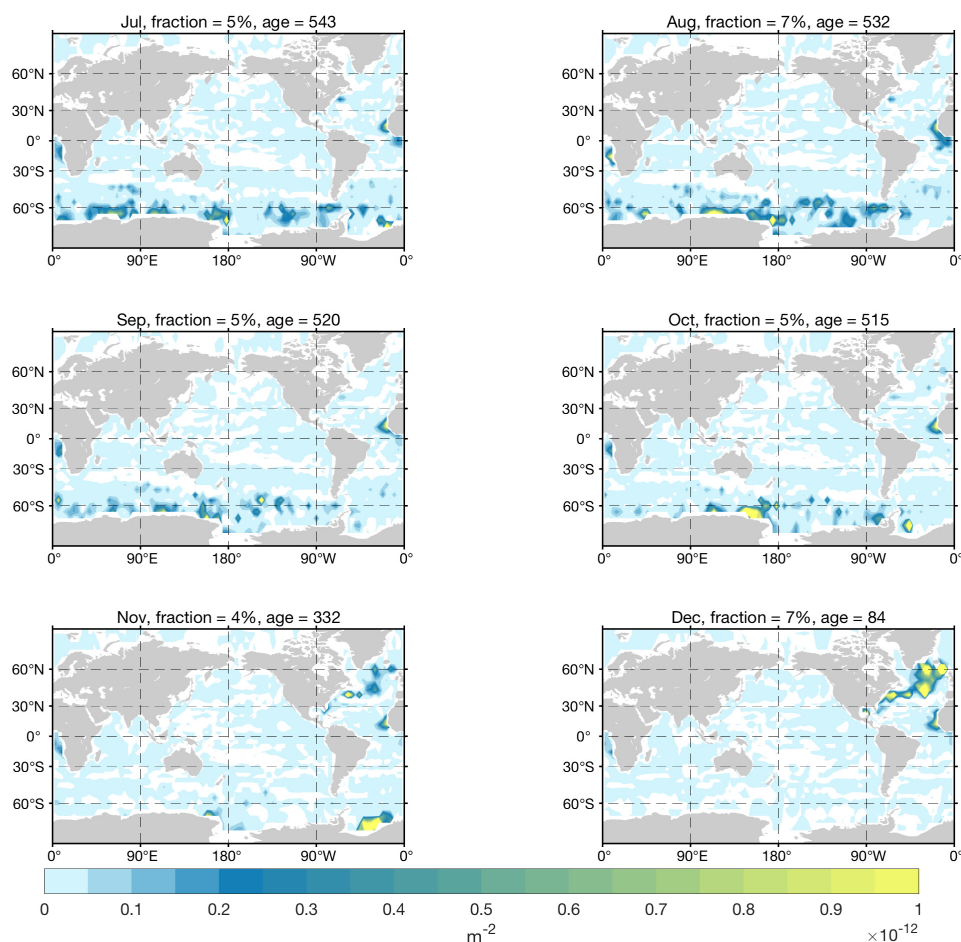 Jul, fraction = 5%, age = 543
Aug, fraction = 7%, age = 532
60°N
30°N
0°
30°S
60°S
0° 90°E 180° 90°W 0°
60°N
30°N
0°
30°S
60°S
0° 90°E 180° 90°W 0°
Sep, fraction = 5%, age = 520
Oct, fraction = 5%, age = 515
60°N
30°N
0°
30°S
60°S
0° 90°E 180° 90°W 0°
60°N
30°N
0°
30°S
60°S
0° 90°E 180° 90°W 0°
Nov, fraction = 4%, age = 332
Dec, fraction = 7%, age = 84
60°N
30°N
0°
30°S
60°S
0° 90°E 180° 90°W 0°
60°N
30°N
0°
30°S
60°S
0° 90°E 180° 90°W 0°
0 0.1 0.2 0.3 0.4 0.5 0.6 0.7 0.8 0.9 1
m⁻²
×10⁻¹²